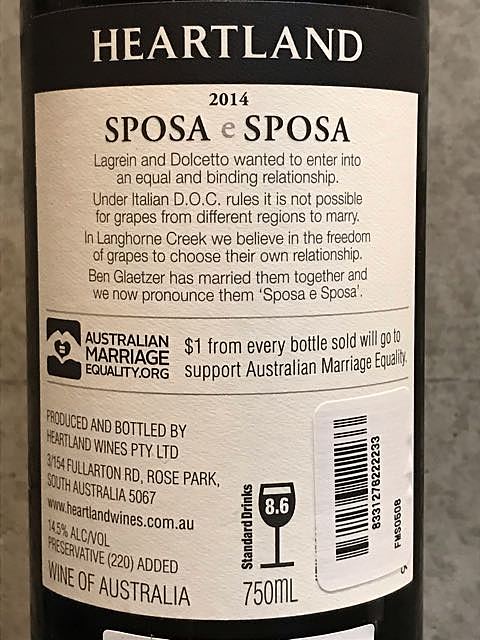 HEARTLAND
2014
SPOSA e SPOSA
Lagrein and Dolcetto wanted to enter into
an equal and binding relationship.
Under Italian D.O.C. rules it is not possible
for grapes from different regions to marry.
In Langhorne Creek we believe in the freedom
of grapes to choose their own relationship.
Ben Glaetzer has married them together and
we now pronounce them ‘Sposa e Sposa’.
AUSTRALIAN
MARRIAGE
EQUALITY.ORG
$1 from every bottle sold will go to
support Australian Marriage Equality.
PRODUCED AND BOTTLED BY
HEARTLAND WINES PTY LTD
3/154 FULLARTON RD, ROSE PARK,
SOUTH AUSTRALIA 5067
www.heartlandwines.com.au
14.5% ALC/VOL
PRESERVATIVE (220) ADDED
WINE OF AUSTRALIA
Standard Drinks
8.6
750mL
8331276222233
FMS0508
S